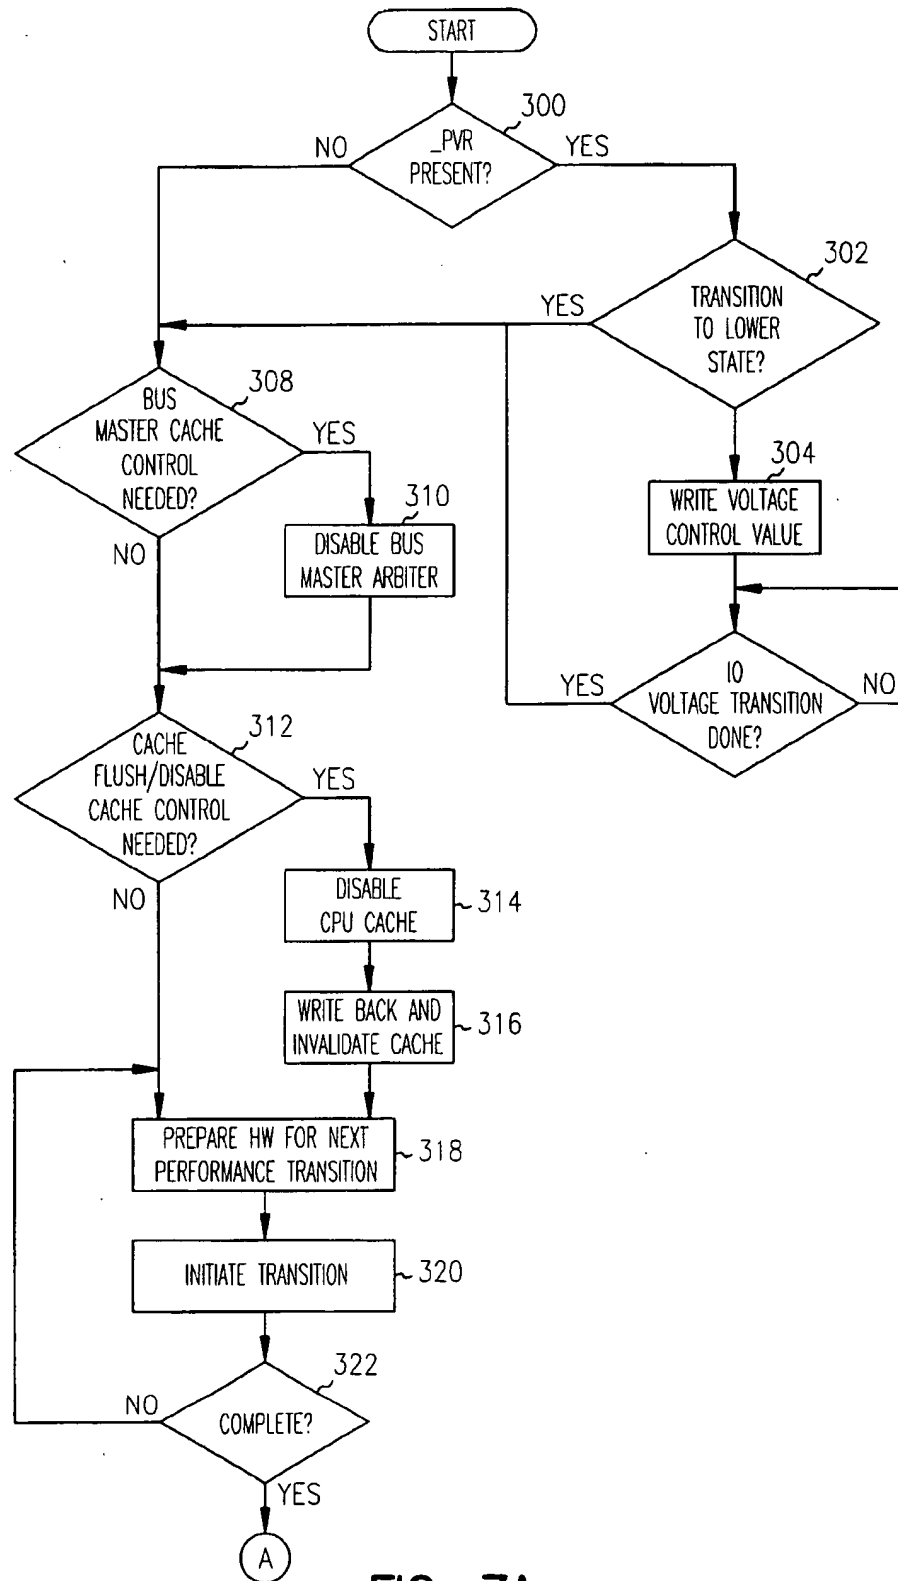 START
300
_PVR
PRESENT?
NO
YES
302
TRANSITION
TO LOWER
STATE?
YES
308
BUS
MASTER CACHE
CONTROL
NEEDED?
YES
NO
304
WRITE VOLTAGE
CONTROL VALUE
310
DISABLE BUS
MASTER ARBITER
IO
VOLTAGE TRANSITION
DONE?
YES
NO
312
CACHE
FLUSH/DISABLE
CACHE CONTROL
NEEDED?
YES
NO
DISABLE
CPU CACHE
314
WRITE BACK AND
INVALIDATE CACHE
316
PREPARE HW FOR NEXT
PERFORMANCE TRANSITION
318
INITIATE TRANSITION
320
322
COMPLETE?
NO
YES
A